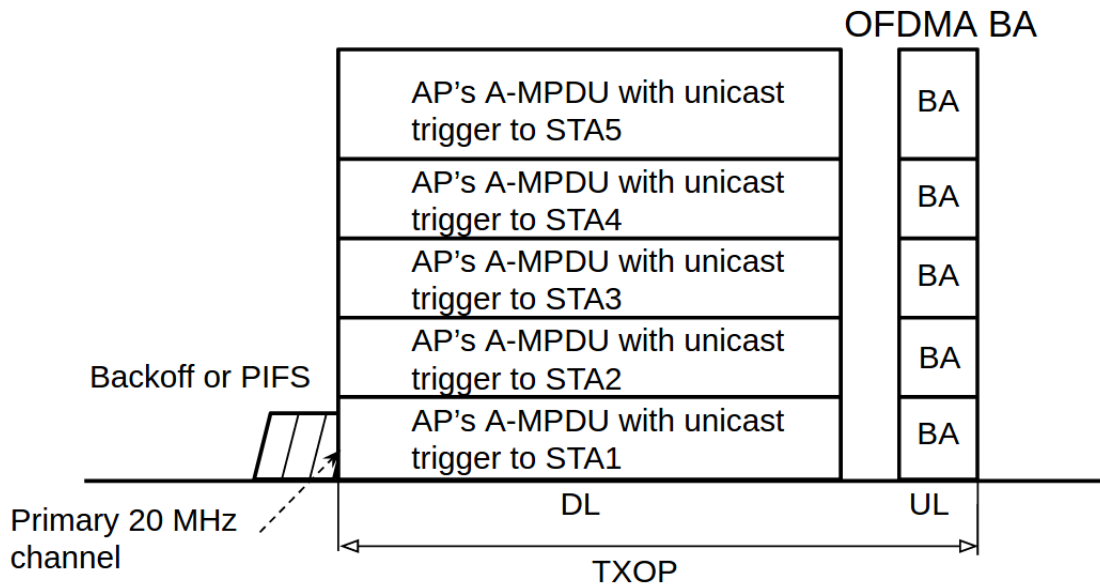 OFDMA BA
AP's A-MPDU with unicast
trigger to STA5
BA
AP's A-MPDU with unicast
trigger to STA4
BA
AP's A-MPDU with unicast
trigger to STA3
BA
AP's A-MPDU with unicast
trigger to STA2
BA
Backoff or PIFS
AP's A-MPDU with unicast
trigger to STA1
BA
Primary 20 MHz
channel
DL
UL
TXOP